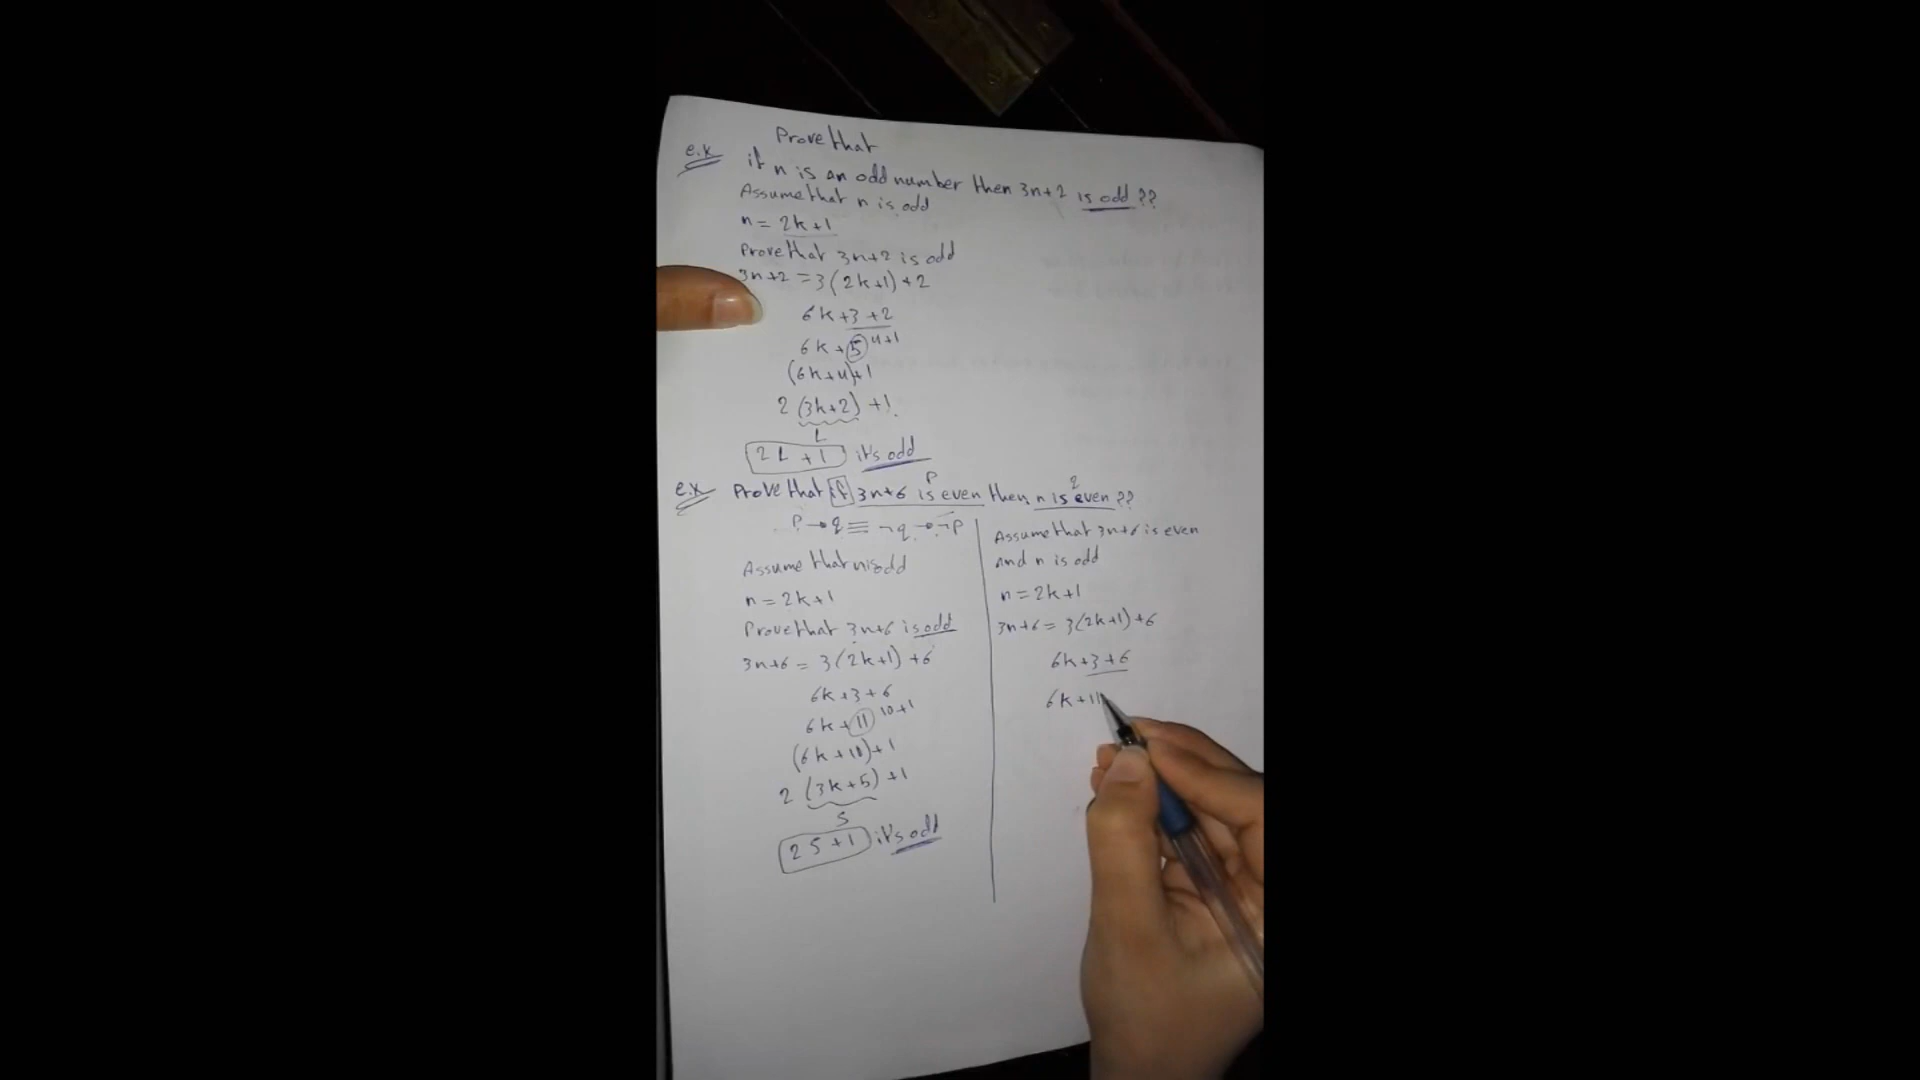 e.x
Prove that
if n is an odd number then 3n+2 is odd ??
Assume that n is odd
n = 2k+1
Prove that 3n+2 is odd
3n+2 = 3(2k+1)+2
6k+3+2
6k+5 4+1
(6k+4)+1
2 (3k+2) +1
L
2L+1 it's odd
P q
e.x Prove that if 3n+6 is even then n is even ??
P → q ≡ ¬q → ¬P
Assume that n is odd
n = 2k+1
Prove that 3n+6 is odd
3n+6 = 3(2k+1) +6
6k+3+6
6k+11 10+1
(6k+10)+1
2 (3k+5) +1
S
2S+1 it's odd
Assume that 3n+6 is even
and n is odd
n = 2k+1
3n+6 = 3(2k+1)+6
6k+3+6
6k+11